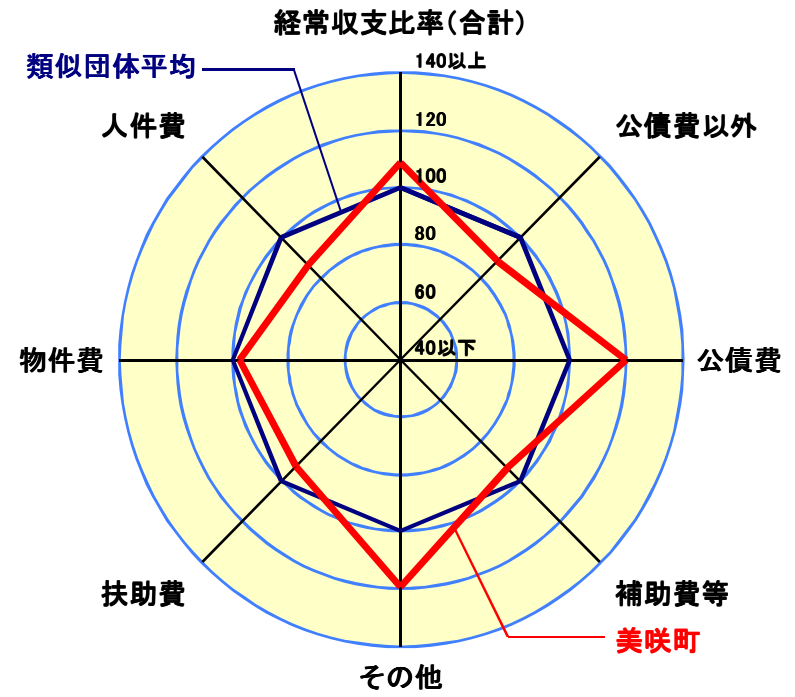 経常収支比率(合計)
類似団体平均
140以上
人件費
120
公債費以外
100
80
60
40以下
物件費
公債費
扶助費
補助費等
美咲町
その他